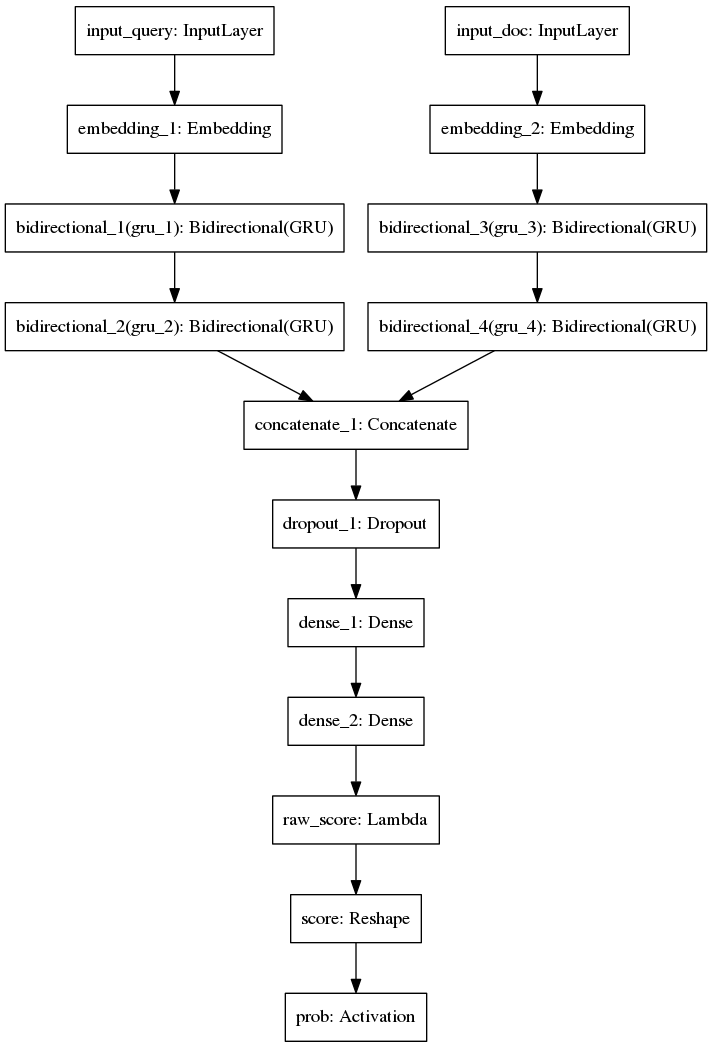 input_query: InputLayer
input_doc: InputLayer
embedding_1: Embedding
embedding_2: Embedding
bidirectional_1(gru_1): Bidirectional(GRU)
bidirectional_3(gru_3): Bidirectional(GRU)
bidirectional_2(gru_2): Bidirectional(GRU)
bidirectional_4(gru_4): Bidirectional(GRU)
concatenate_1: Concatenate
dropout_1: Dropout
dense_1: Dense
dense_2: Dense
raw_score: Lambda
score: Reshape
prob: Activation